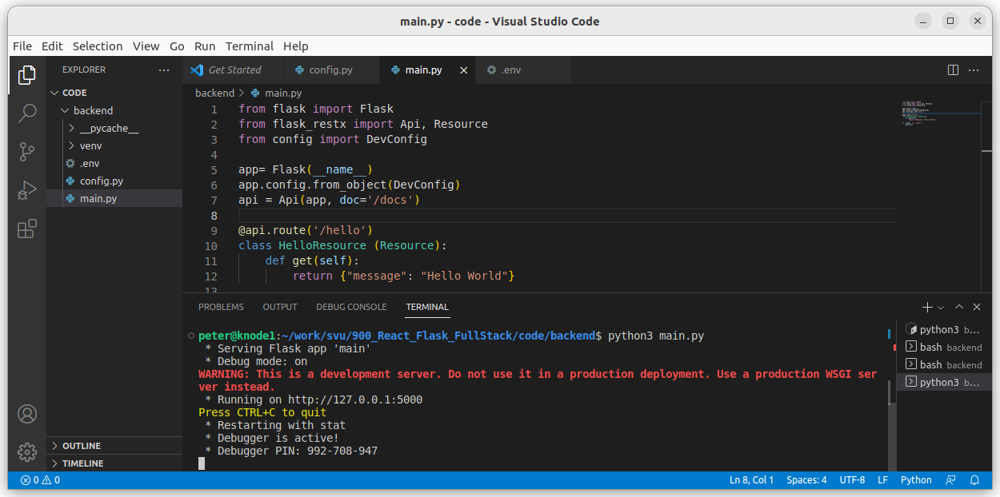 main.py - code - Visual Studio Code
File Edit Selection View Go Run Terminal Help
EXPLORER
CODE
backend
__pycache__
venv
.env
config.py
main.py
OUTLINE
TIMELINE
Get Started config.py main.py .env
backend > main.py
1 from flask import Flask
2 from flask_restx import Api, Resource
3 from config import DevConfig
4
5 app= Flask(__name__)
6 app.config.from_object(DevConfig)
7 api = Api(app, doc='/docs')
8
9 @api.route('/hello')
10 class HelloResource (Resource):
11 def get(self):
12 return {"message": "Hello World"}
13
PROBLEMS OUTPUT DEBUG CONSOLE TERMINAL
peter@knode1:~/work/svu/900_React_Flask_FullStack/code/backend$ python3 main.py
* Serving Flask app 'main'
* Debug mode: on
WARNING: This is a development server. Do not use it in a production deployment. Use a production WSGI ser
ver instead.
* Running on http://127.0.0.1:5000
Press CTRL+C to quit
* Restarting with stat
* Debugger is active!
* Debugger PIN: 992-708-947
python3 b...
bash backend
bash backend
python3 b...
0 0
Ln 8, Col 1 Spaces: 4 UTF-8 LF Python